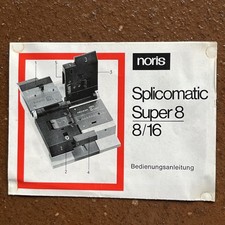 noris
Splicomatic
Super 8
8/16
Bedienungsanleitung